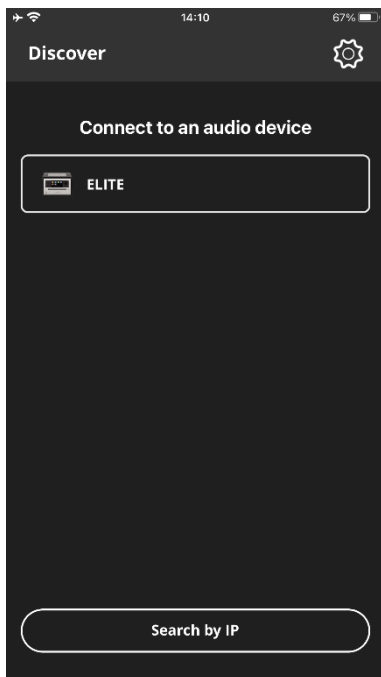 14:10
67%
Discover
Connect to an audio device
ELITE
Search by IP